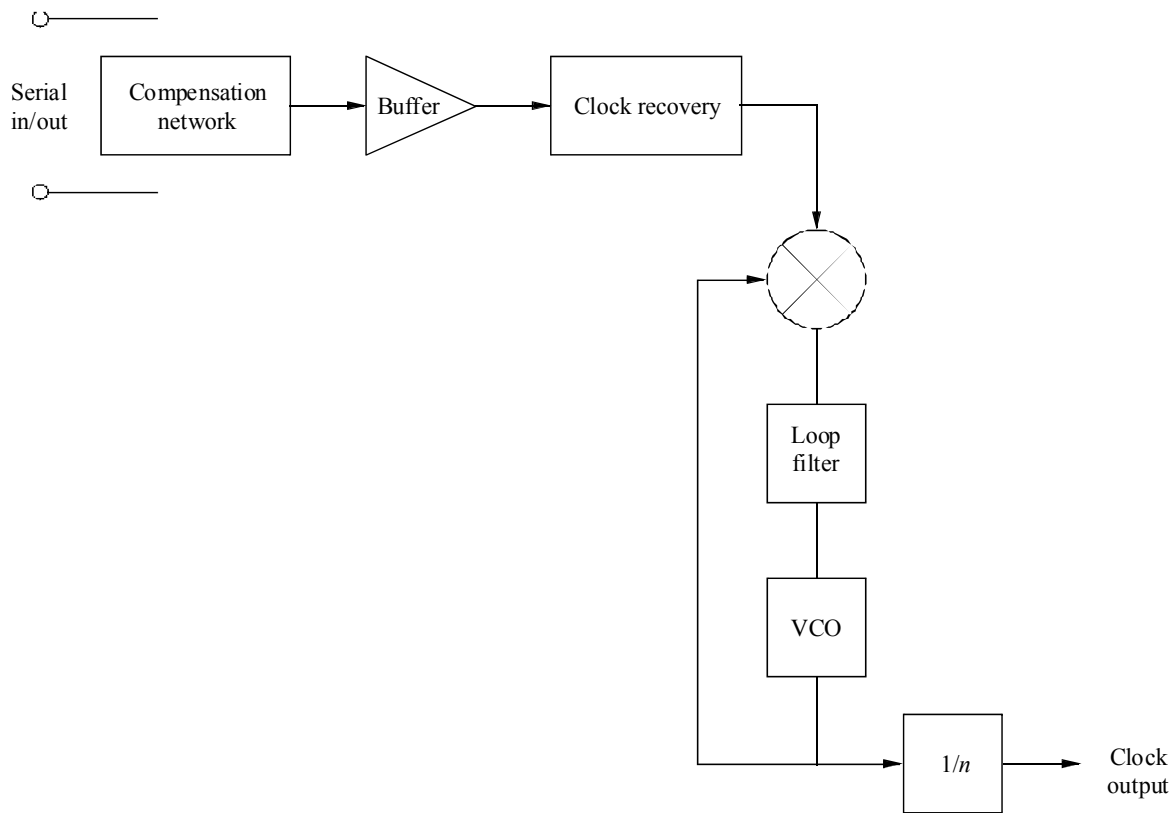 Serial
in/out
Compensation
network
Buffer
Clock recovery
Loop
filter
VCO
1/n
Clock
output